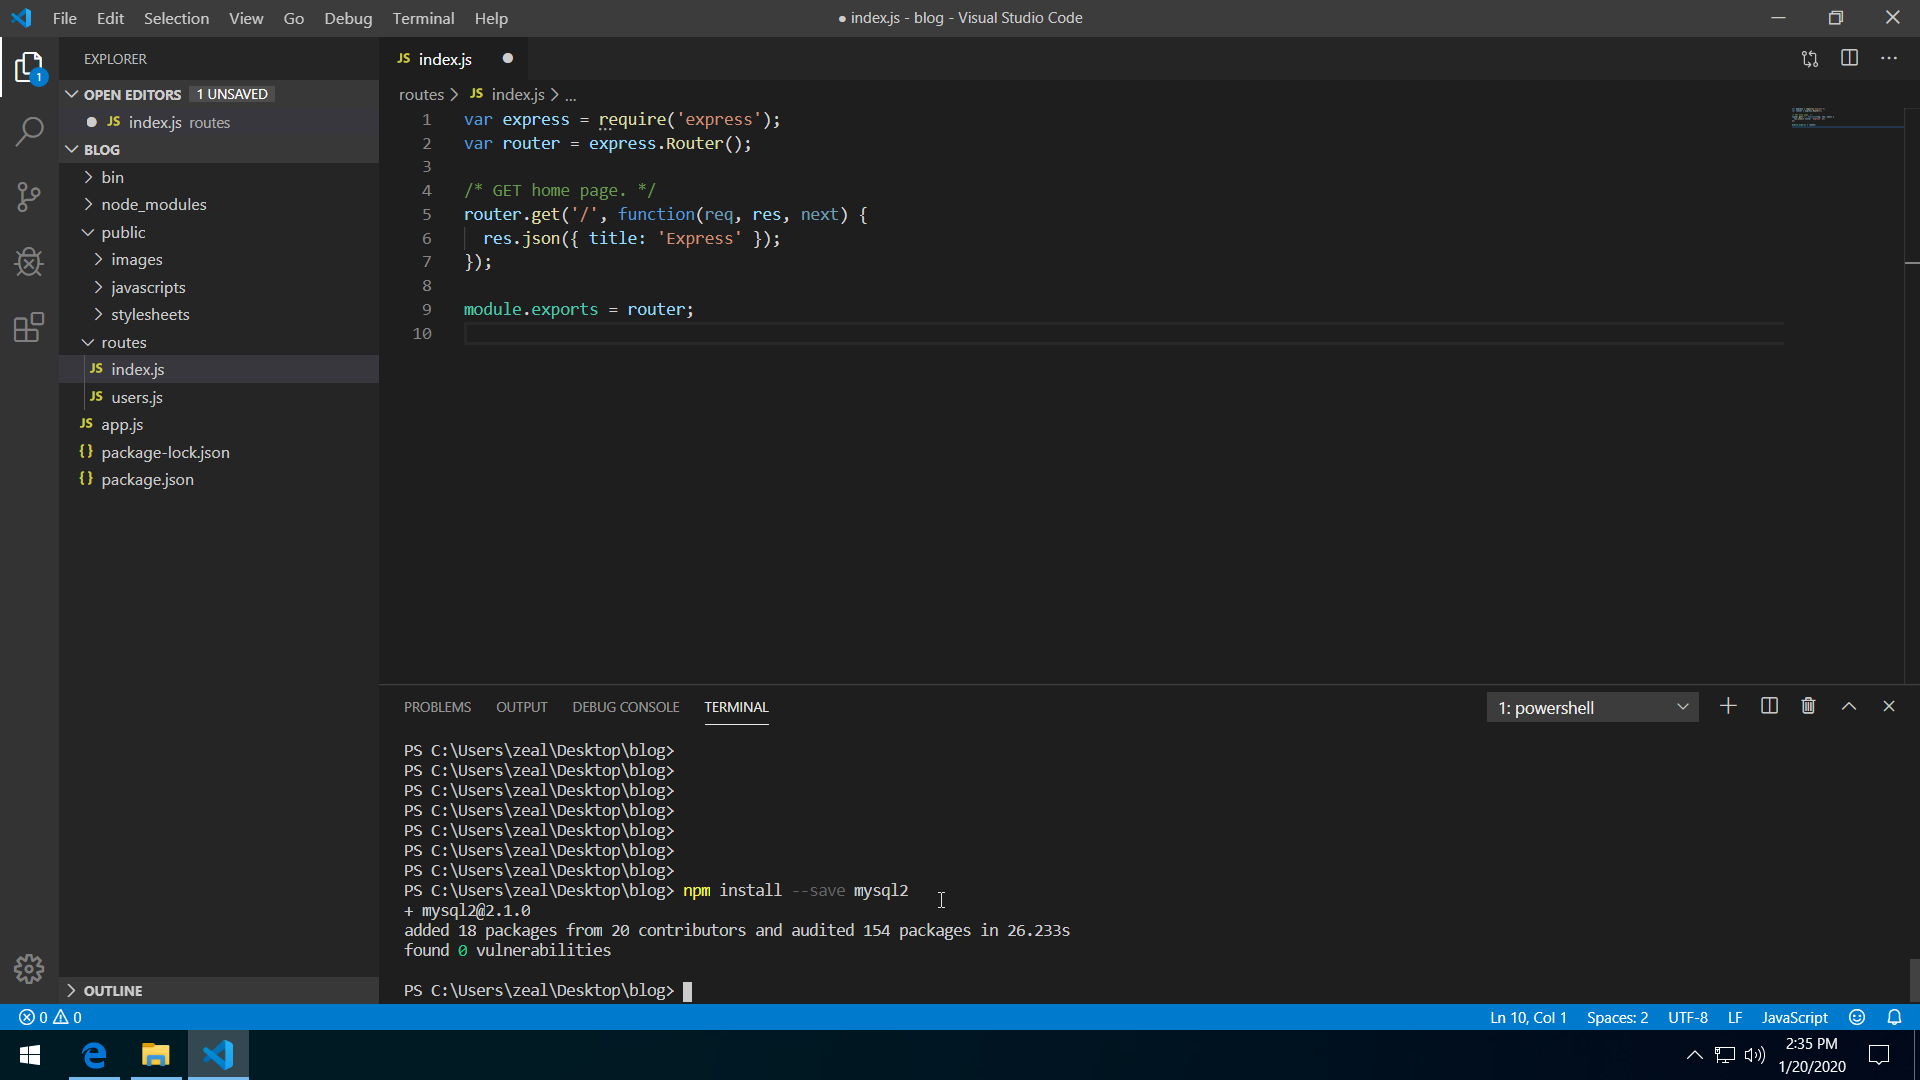 File Edit Selection View Go Debug Terminal Help
● index.js - blog - Visual Studio Code
1
EXPLORER
OPEN EDITORS 1 UNSAVED
JS index.js routes
BLOG
bin
node_modules
public
images
javascripts
stylesheets
routes
JS index.js
JS users.js
JS app.js
{} package-lock.json
{} package.json
OUTLINE
JS index.js
routes > JS index.js > ...
1 var express = require('express');
2 var router = express.Router();
3
4 /* GET home page. */
5 router.get('/', function(req, res, next) {
6 res.json({ title: 'Express' });
7 });
8
9 module.exports = router;
10
PROBLEMS OUTPUT DEBUG CONSOLE TERMINAL
1: powershell
PS C:\Users\zeal\Desktop\blog>
PS C:\Users\zeal\Desktop\blog>
PS C:\Users\zeal\Desktop\blog>
PS C:\Users\zeal\Desktop\blog>
PS C:\Users\zeal\Desktop\blog>
PS C:\Users\zeal\Desktop\blog>
PS C:\Users\zeal\Desktop\blog>
PS C:\Users\zeal\Desktop\blog> npm install --save mysql2
+ mysql2@2.1.0
added 18 packages from 20 contributors and audited 154 packages in 26.233s
found 0 vulnerabilities
PS C:\Users\zeal\Desktop\blog>
0 0
Ln 10, Col 1 Spaces: 2 UTF-8 LF JavaScript
2:35 PM
1/20/2020